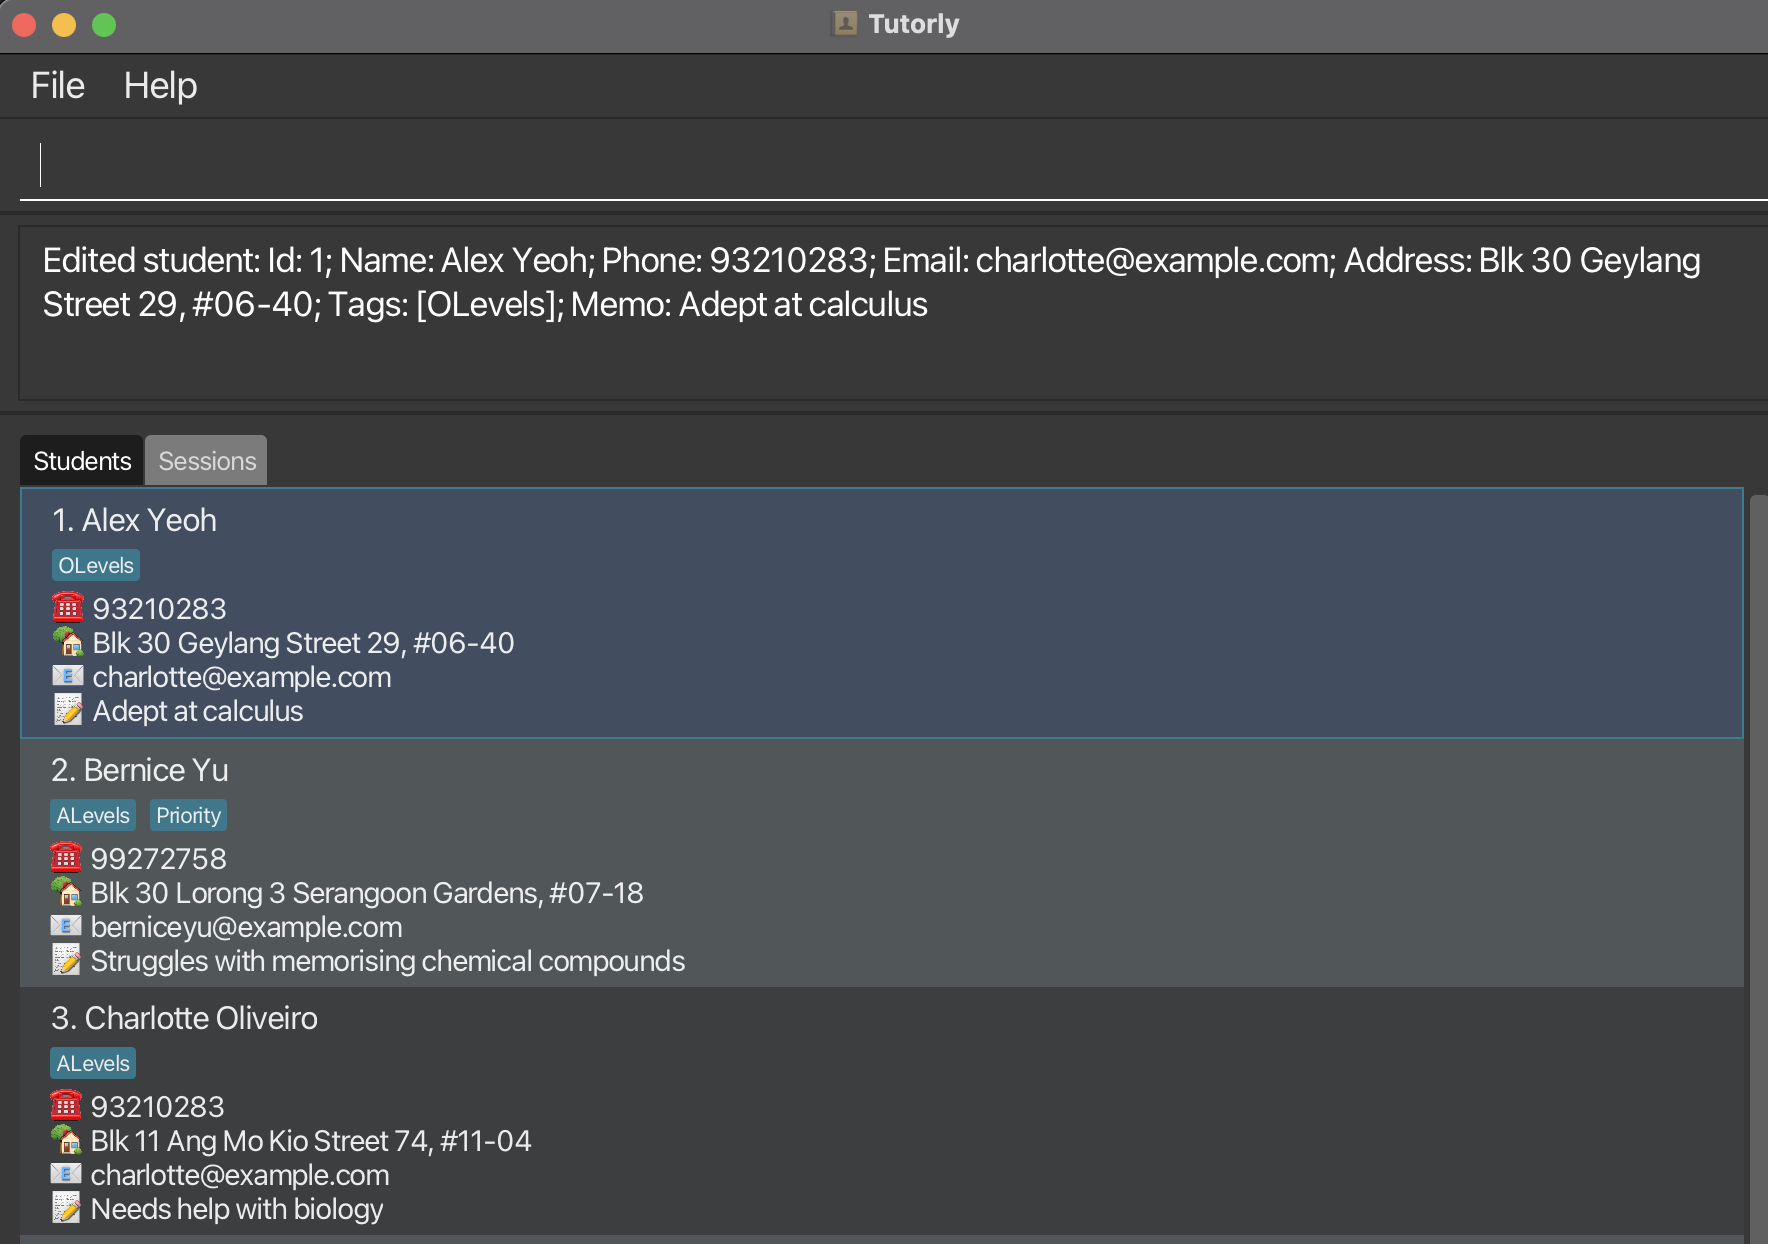 Tutorly
File Help
Edited student: Id: 1; Name: Alex Yeoh; Phone: 93210283; Email: charlotte@example.com; Address: Blk 30 Geylang
Street 29, #06-40; Tags: [OLevels]; Memo: Adept at calculus
Students Sessions
1. Alex Yeoh
OLevels
93210283
Blk 30 Geylang Street 29, #06-40
charlotte@example.com
Adept at calculus
2. Bernice Yu
ALevels Priority
99272758
Blk 30 Lorong 3 Serangoon Gardens, #07-18
berniceyu@example.com
Struggles with memorising chemical compounds
3. Charlotte Oliveiro
ALevels
93210283
Blk 11 Ang Mo Kio Street 74, #11-04
charlotte@example.com
Needs help with biology